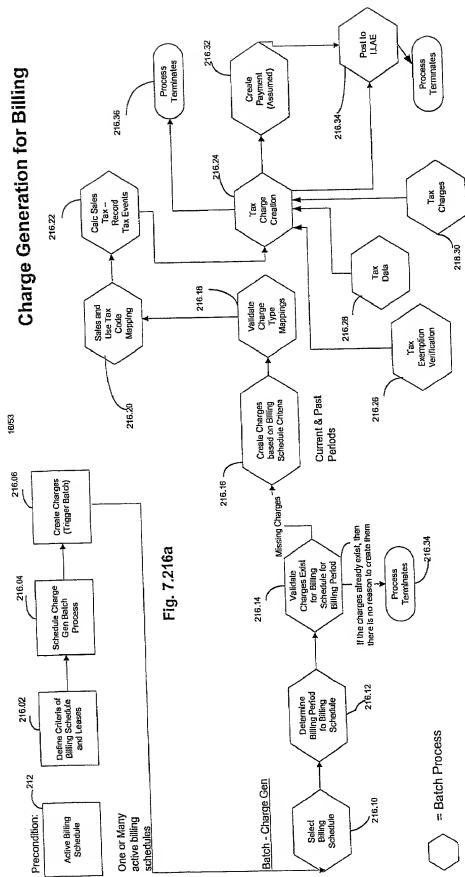 16/53
Charge Generation for Billing
Precondition:
212
Active Billing
Schedule
216.02
Define Criteria of
Billing Schedule
and Leases
216.04
Schedule Charge
Gen Batch
Process
216.06
Create Charges
(Trigger Batch)
One or Many
active billing
schedules
Fig. 7.216a
Batch - Charge Gen
Select
Billing
Schedule
216.10
Determine
Billing Period
to Billing
Schedule
216.12
216.14
Validate
Charges Exist
for Billing
Schedule for
Billing Period
Missing Charges
If the charges already exist, then
there is no reason to create them
Process
Terminates
216.34
216.16
Create Charges
based on Billing
Schedule Criteria
Current & Past
Periods
216.18
Validate
Charge
Type
Mappings
Sales and
Use Tax
Code
Mapping
216.20
216.22
Calc Sales
Tax –
Record
Tax Events
216.24
Tax
Charge
Creation
216.36
Process
Terminates
216.32
Create
Payment
(Assumed)
Post to
216.34
Process
Terminates
Tax
Exemption
Verification
216.26
Tax
Data
216.28
Tax
Charges
= Batch Process